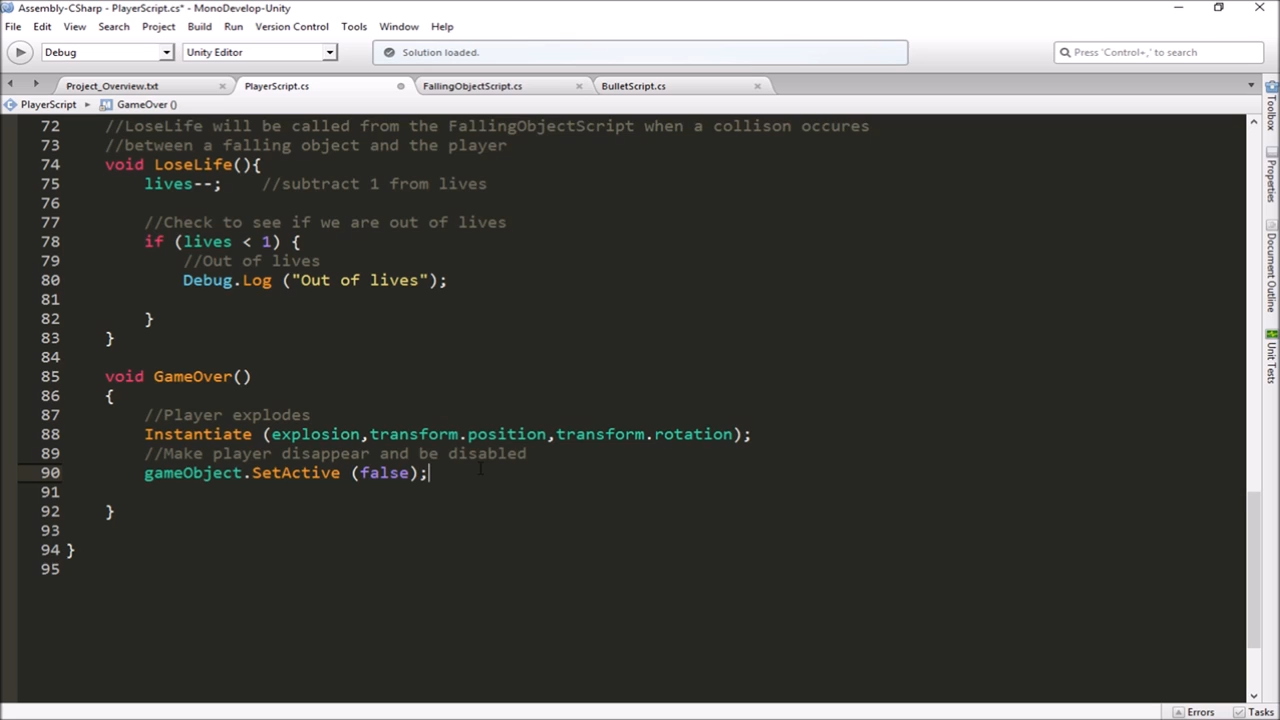 Assembly-CSharp - PlayerScript.cs* - MonoDevelop-Unity
File Edit View Search Project Build Run Version Control Tools Window Help
Debug Unity Editor Solution loaded. Press 'Control+,' to search
Project_Overview.txt PlayerScript.cs FallingObjectScript.cs BulletScript.cs
PlayerScript GameOver ()
72 //LoseLife will be called from the FallingObjectScript when a collison occures
73 //between a falling object and the player
74 void LoseLife(){
75 lives--; //subtract 1 from lives
76
77 //Check to see if we are out of lives
78 if (lives < 1) {
79 //Out of lives
80 Debug.Log ("Out of lives");
81
82 }
83 }
84
85 void GameOver()
86 {
87 //Player explodes
88 Instantiate (explosion,transform.position,transform.rotation);
89 //Make player disappear and be disabled
90 gameObject.SetActive (false);
91
92 }
93
94 }
95
Toolbox
Properties
Document Outline
Unit Tests
Errors Tasks